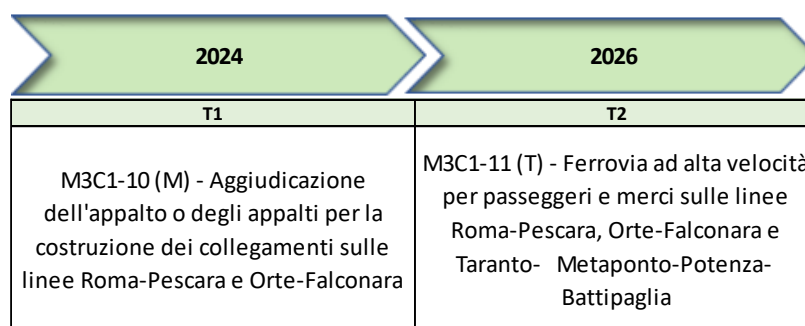 2024
2026
T1
T2
M3C1-10 (M) - Aggiudicazione
dell'appalto o degli appalti per la
costruzione dei collegamenti sulle
linee Roma-Pescara e Orte-Falconara
M3C1-11 (T) - Ferrovia ad alta velocità
per passeggeri e merci sulle linee
Roma-Pescara, Orte-Falconara e
Taranto- Metaponto-Potenza-
Battipaglia